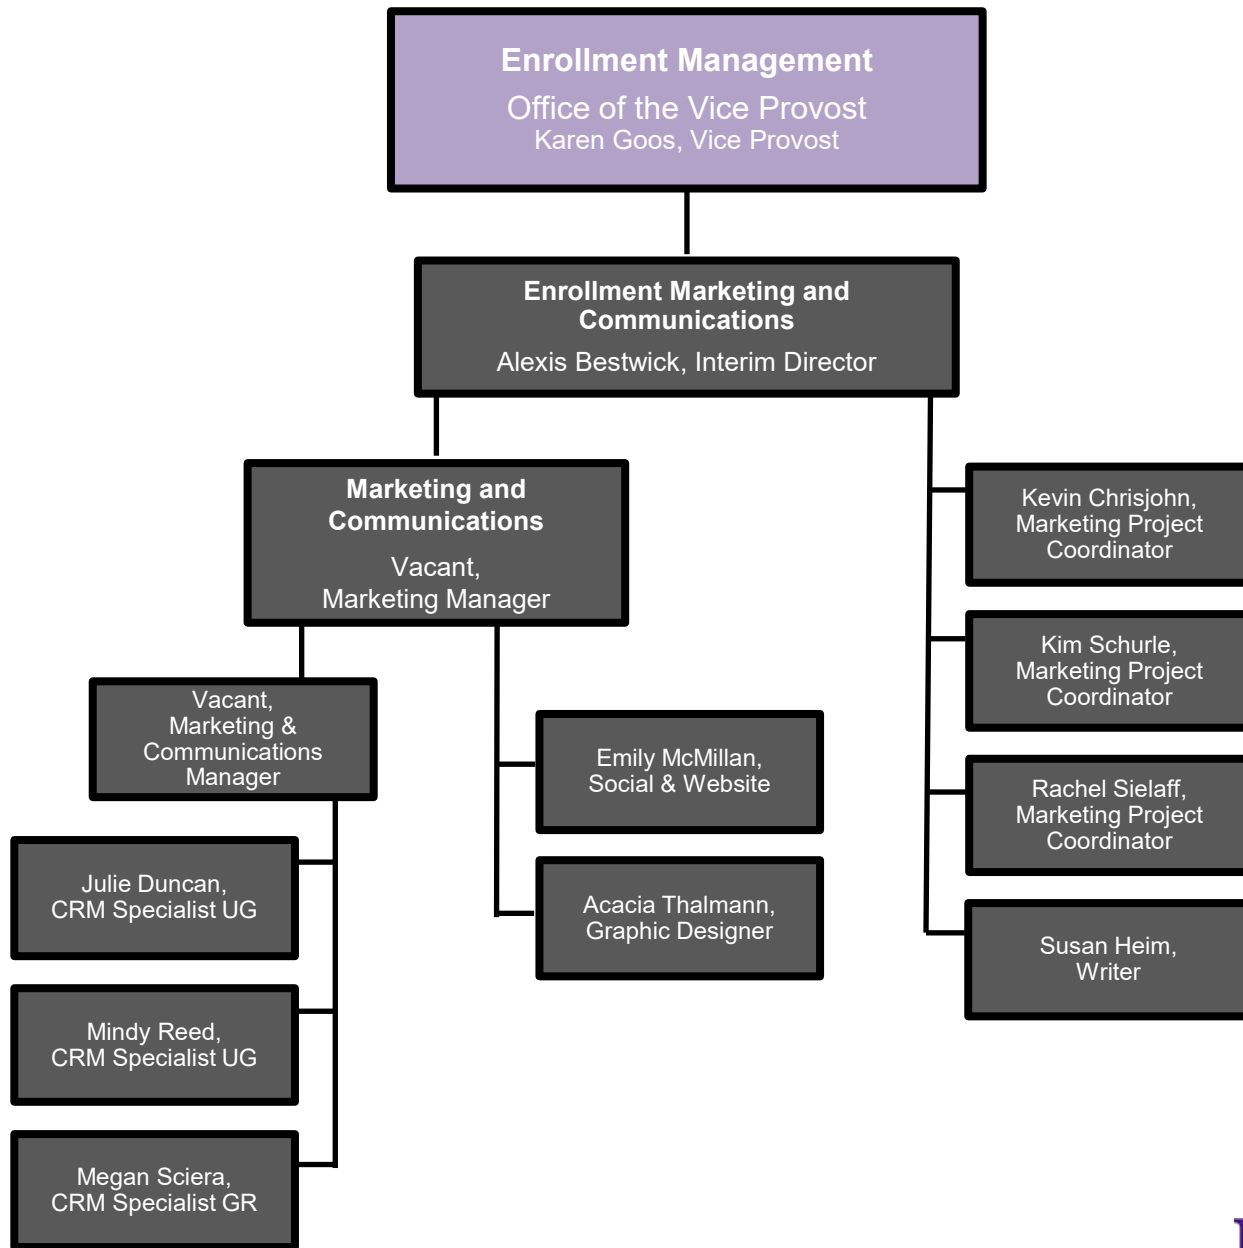 Enrollment Management
Office of the Vice Provost
Karen Goos, Vice Provost
Enrollment Marketing and
Communications
Alexis Bestwick, Interim Director
Marketing and
Communications
Vacant,
Marketing Manager
Vacant,
Marketing &
Communications
Manager
Julie Duncan,
CRM Specialist UG
Mindy Reed,
CRM Specialist UG
Megan Sciera,
CRM Specialist GR
Emily McMillan,
Social & Website
Acacia Thalmann,
Graphic Designer
Kevin Chrisjohn,
Marketing Project
Coordinator
Kim Schurle,
Marketing Project
Coordinator
Rachel Sielaff,
Marketing Project
Coordinator
Susan Heim,
Writer